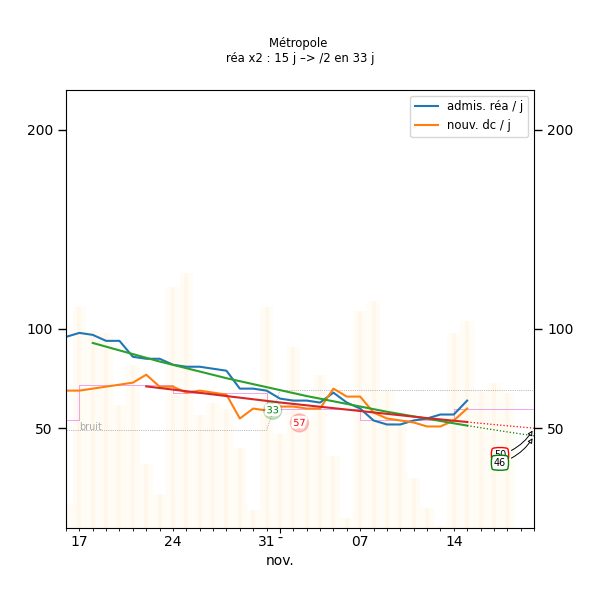 Métropole
réa x2 : 15 j –> /2 en 33 j
admis. réa / j
nouv. dc / j
200
200
100
100
50
50
bruit
-33
57
50
46
17
24
31
07
14
nov.